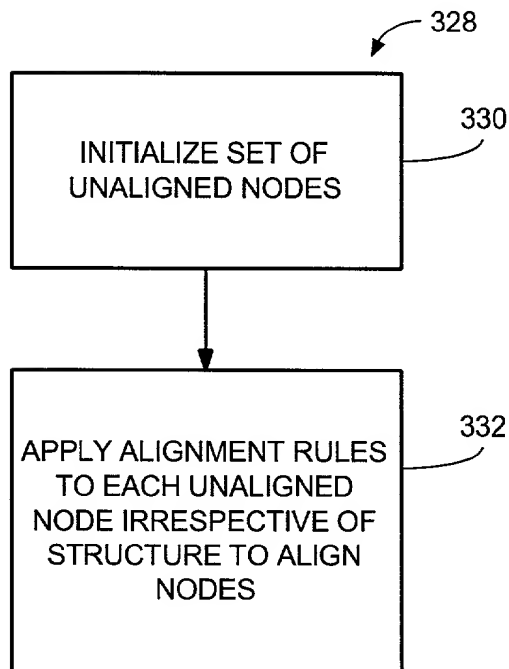 328
330
INITIALIZE SET OF
UNALIGNED NODES
332
APPLY ALIGNMENT RULES
TO EACH UNALIGNED
NODE IRRESPECTIVE OF
STRUCTURE TO ALIGN
NODES